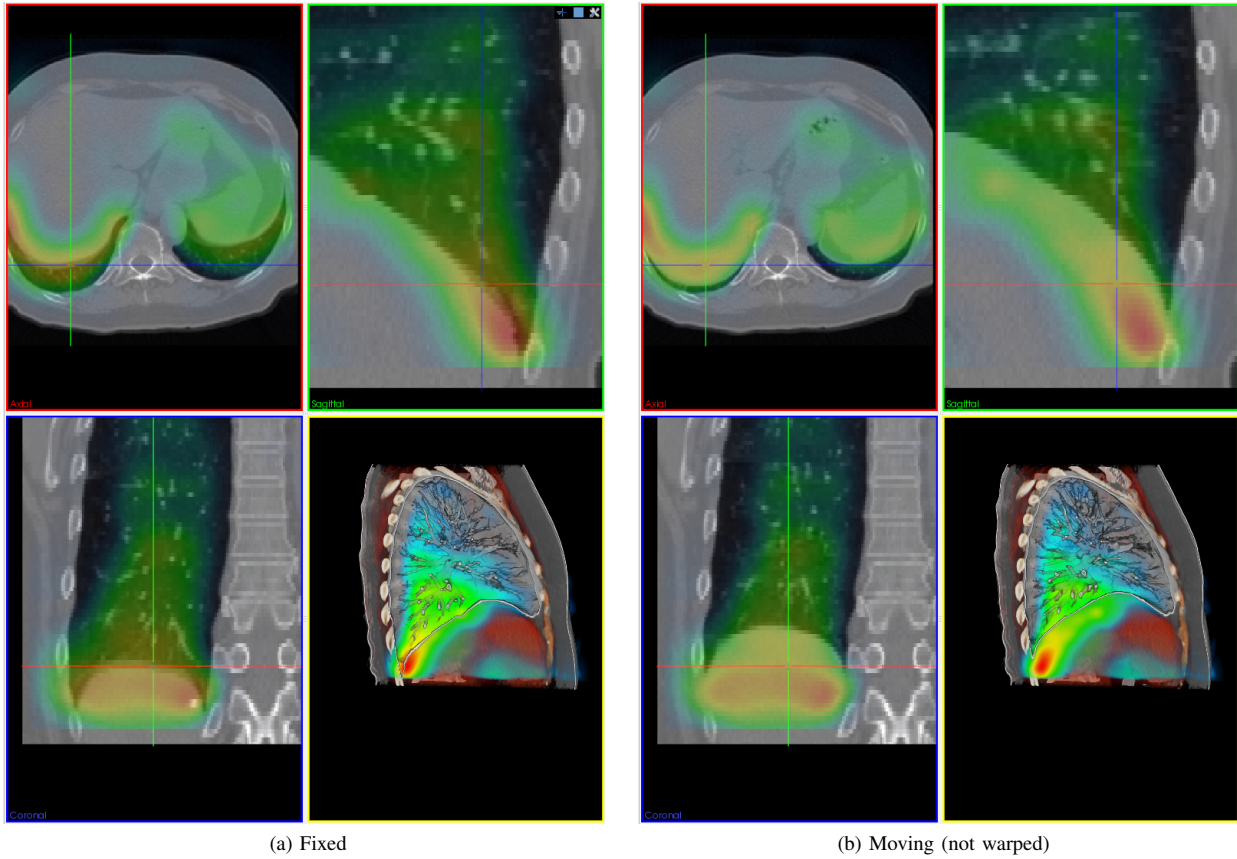 Axial
Sagittal
Axial
Sagittal
Coronal
Coronal
(a) Fixed
(b) Moving (not warped)